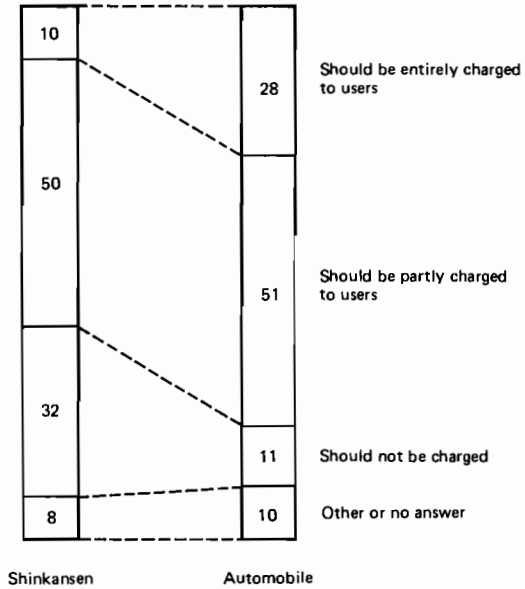 10
28
Should be entirely charged
to users
50
51
Should be partly charged
to users
32
11
Should not be charged
8
10
Other or no answer
Shinkansen
Automobile